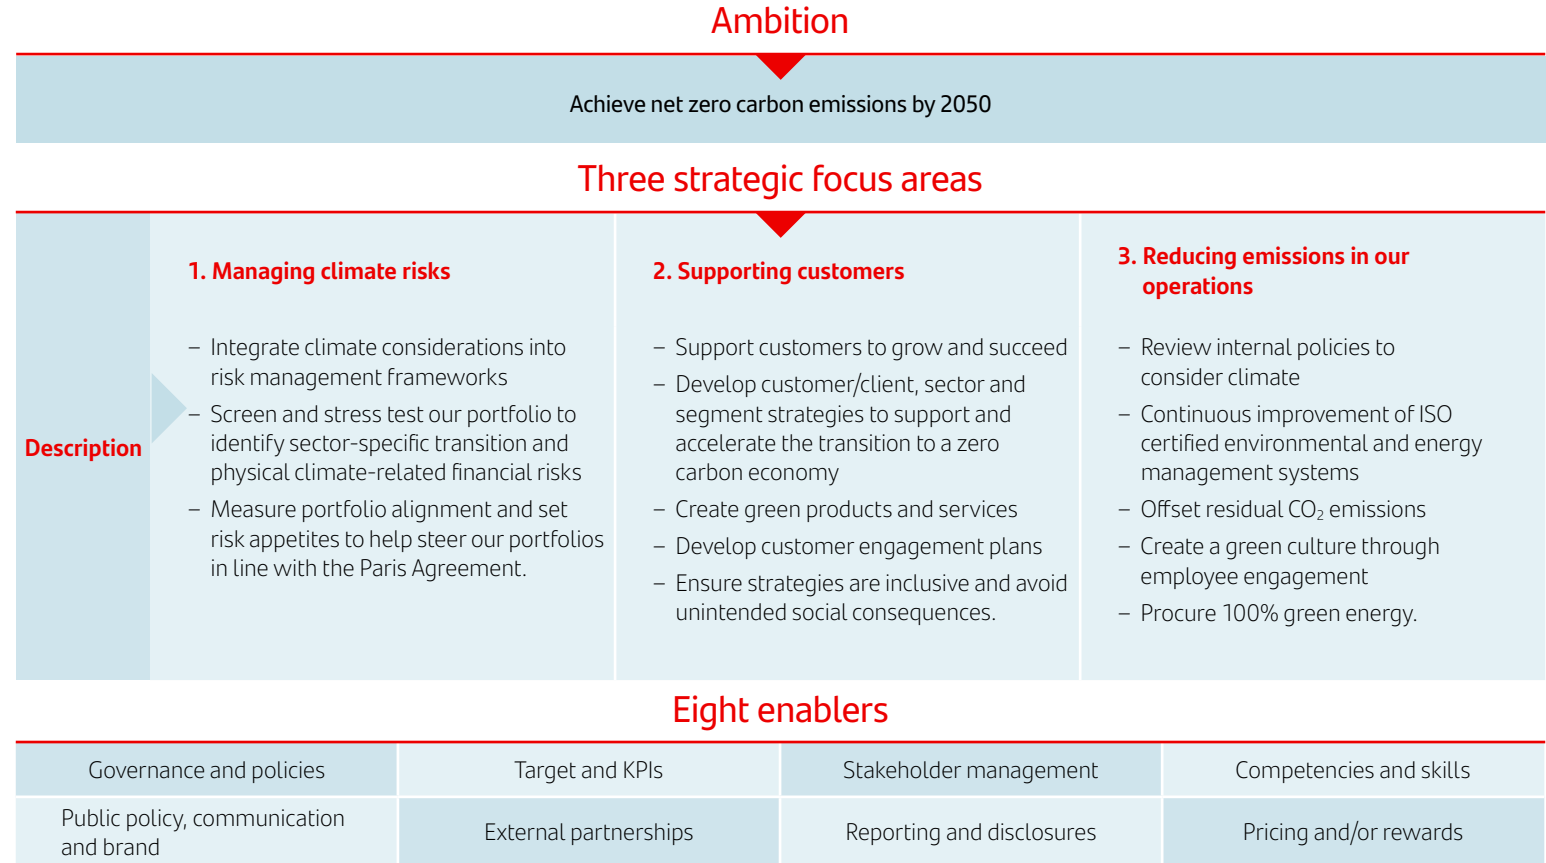 Ambition
Achieve net zero carbon emissions by 2050
Three strategic focus areas
Description
1. Managing climate risks
– Integrate climate considerations into
risk management frameworks
– Screen and stress test our portfolio to
identify sector-specific transition and
physical climate-related financial risks
– Measure portfolio alignment and set
risk appetites to help steer our portfolios
in line with the Paris Agreement.
2. Supporting customers
– Support customers to grow and succeed
– Develop customer/client, sector and
segment strategies to support and
accelerate the transition to a zero
carbon economy
– Create green products and services
– Develop customer engagement plans
– Ensure strategies are inclusive and avoid
unintended social consequences.
3. Reducing emissions in our
operations
– Review internal policies to
consider climate
– Continuous improvement of ISO
certified environmental and energy
management systems
– Offset residual CO₂ emissions
– Create a green culture through
employee engagement
– Procure 100% green energy.
Eight enablers
Governance and policies
Target and KPIs
Stakeholder management
Competencies and skills
Public policy, communication
and brand
External partnerships
Reporting and disclosures
Pricing and/or rewards